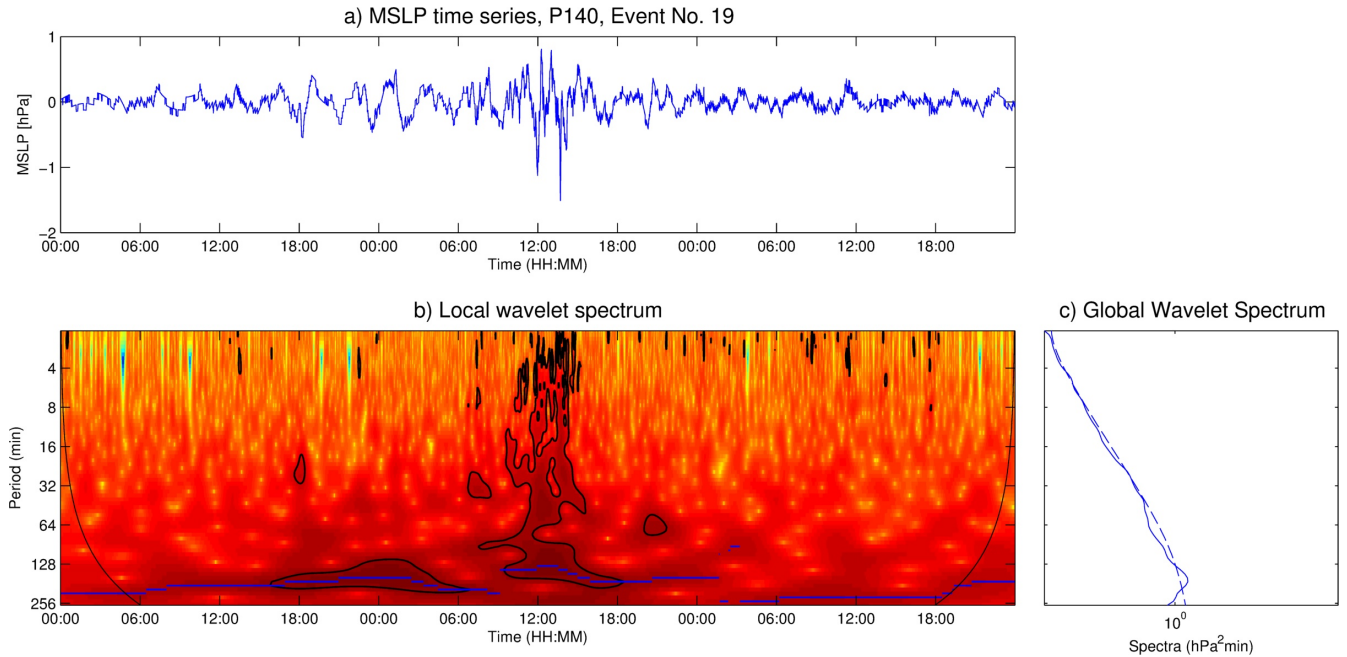 a) MSLP time series, P140, Event No. 19
1
0
−1
−2
MSLP [hPa]
00:00 06:00 12:00 18:00 00:00 06:00 12:00 18:00 00:00 06:00 12:00 18:00
Time (HH:MM)
b) Local wavelet spectrum
4
8
16
32
64
128
256
Period (min)
00:00 06:00 12:00 18:00 00:00 06:00 12:00 18:00 00:00 06:00 12:00 18:00
Time (HH:MM)
c) Global Wavelet Spectrum
10⁰
Spectra (hPa²min)